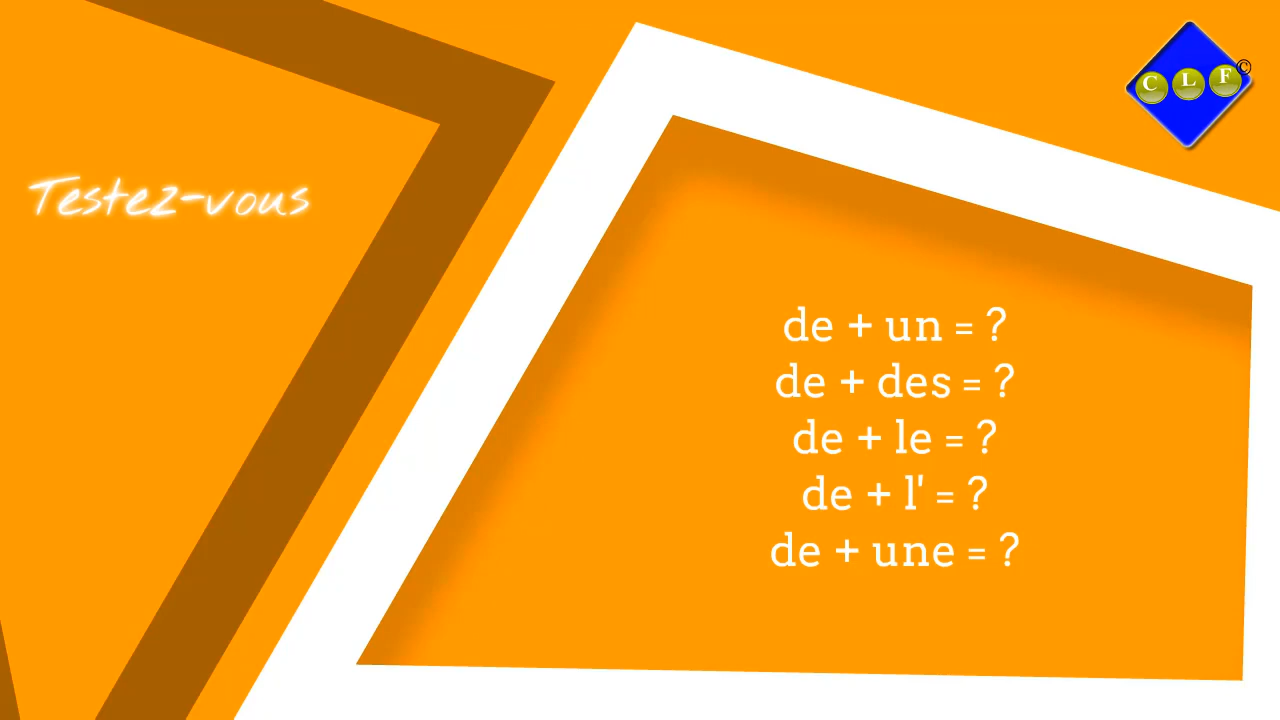 C L F ©
Testez-vous
de + un = ?
de + des = ?
de + le = ?
de + l' = ?
de + une = ?